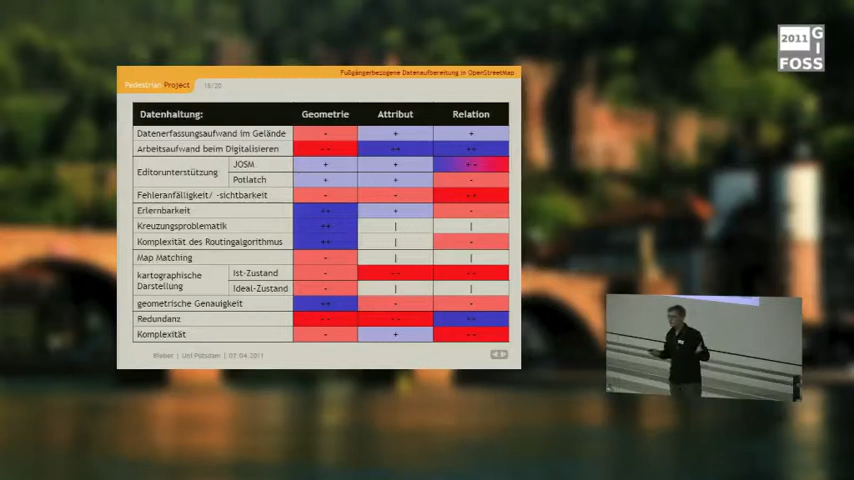 2011 G
FOSS I
Fußgängerbezogene Datenaufbereitung in OpenStreetMap
Pedestrian Project 18/20
Datenhaltung: Geometrie Attribut Relation
Datenerfassungsaufwand im Gelände - + +
Arbeitsaufwand beim Digitalisieren - - ++ ++
Editorunterstützung JOSM + + + -
Potlatch + + -
Fehleranfälligkeit/ -sichtbarkeit - -
Erlernbarkeit ++ + -
Kreuzungsproblematik ++ | |
Komplexität des Routingalgorithmus ++ | -
Map Matching - | |
kartographische Darstellung Ist-Zustand - - - - -
Ideal-Zustand - | |
geometrische Genauigkeit ++ - -
Redundanz - - - - ++
Komplexität - + - -
Bieber | Uni Potsdam | 07.04.2011